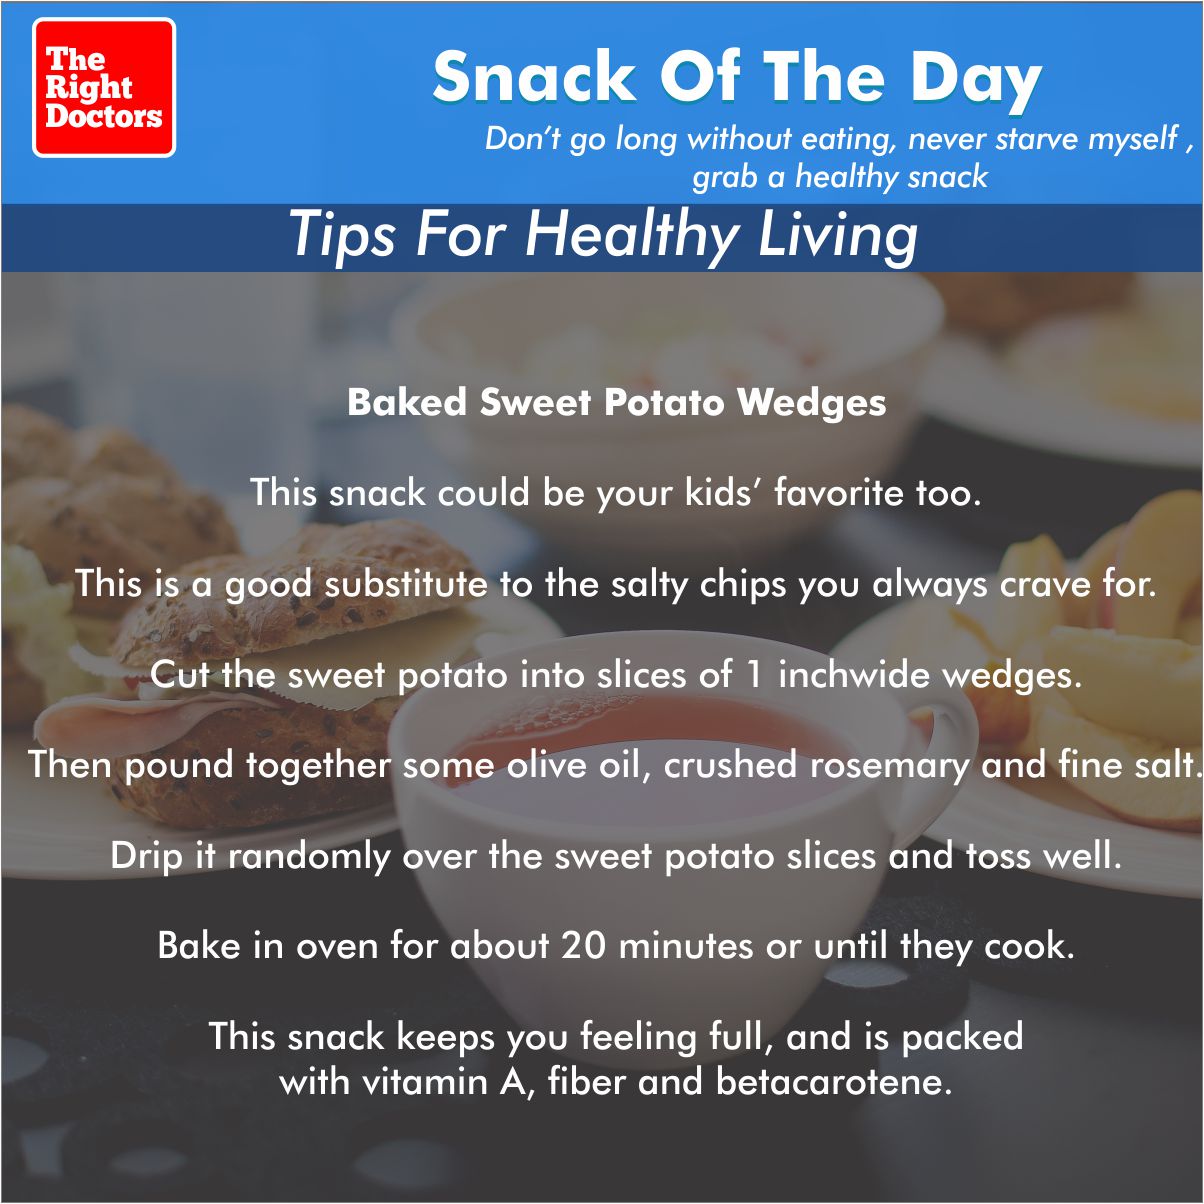 The
Right
Doctors
Snack Of The Day
Don't go long without eating, never starve myself ,
grab a healthy snack
Tips For Healthy Living
Baked Sweet Potato Wedges
This snack could be your kids' favorite too.
This is a good substitute to the salty chips you always crave for.
Cut the sweet potato into slices of 1 inchwide wedges.
Then pound together some olive oil, crushed rosemary and fine salt.
Drip it randomly over the sweet potato slices and toss well.
Bake in oven for about 20 minutes or until they cook.
This snack keeps you feeling full, and is packed
with vitamin A, fiber and betacarotene.